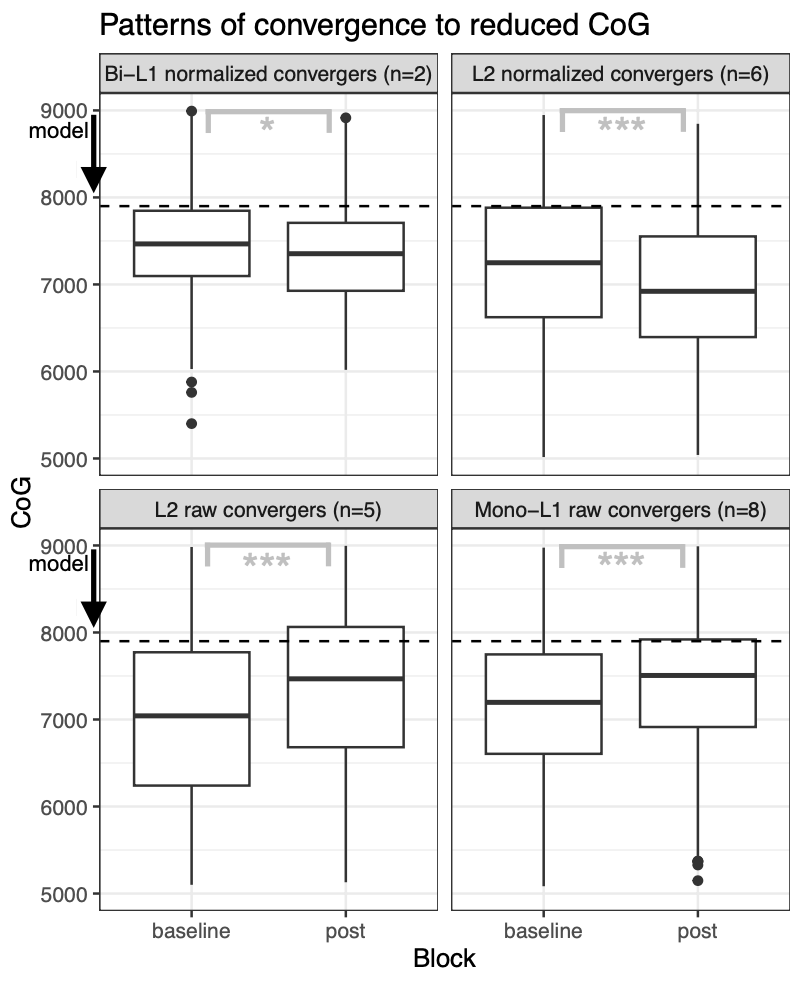 Patterns of convergence to reduced CoG
Bi−L1 normalized convergers (n=2)
L2 normalized convergers (n=6)
9000
model
8000
7000
6000
5000
*
***
CoG
L2 raw convergers (n=5)
Mono−L1 raw convergers (n=8)
9000
model
8000
7000
6000
5000
***
***
baseline
post
baseline
post
Block